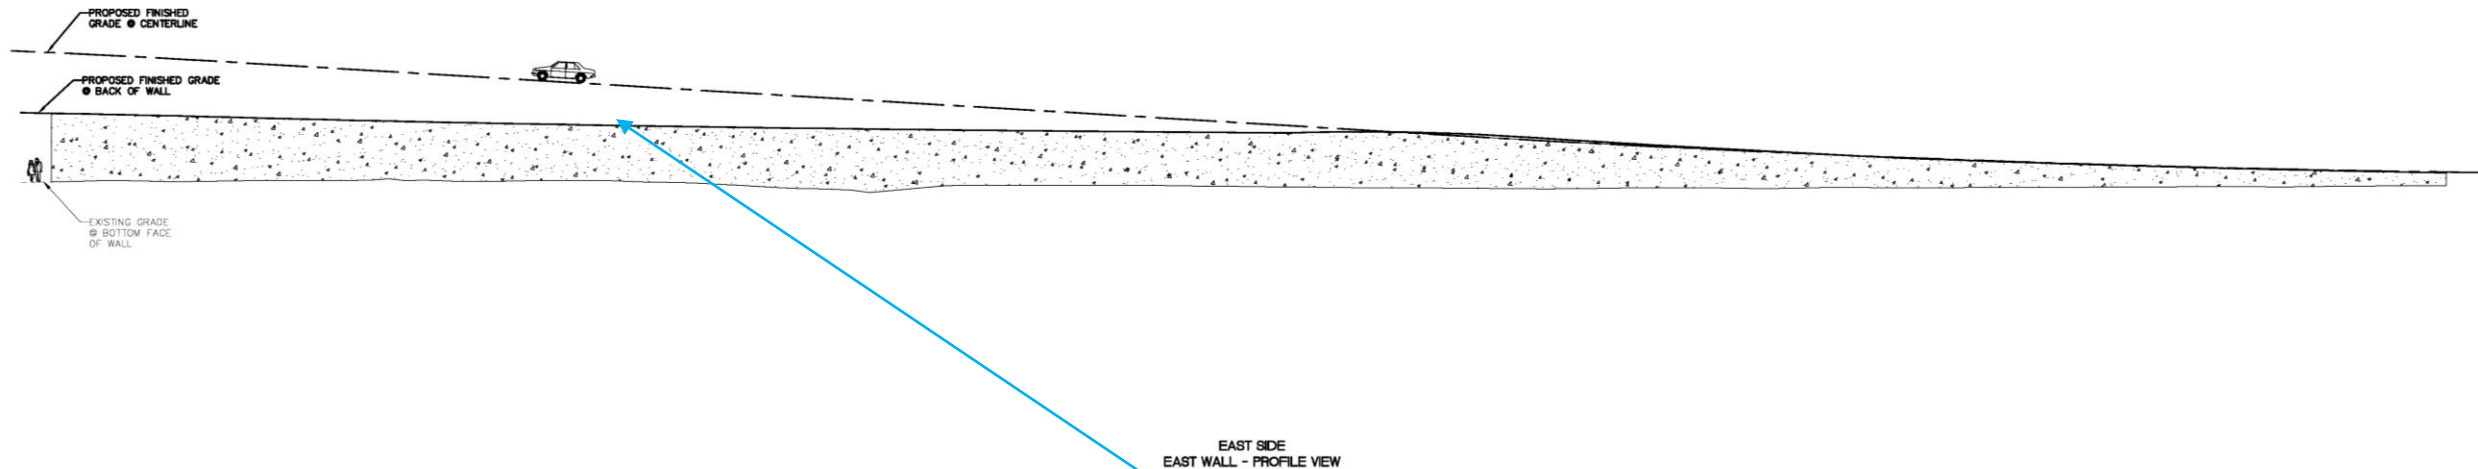 PROPOSED FINISHED
GRADE @ CENTERLINE
PROPOSED FINISHED GRADE
@ BACK OF WALL
EXISTING GRADE
@ BOTTOM FACE
OF WALL
EAST SIDE
EAST WALL - PROFILE VIEW